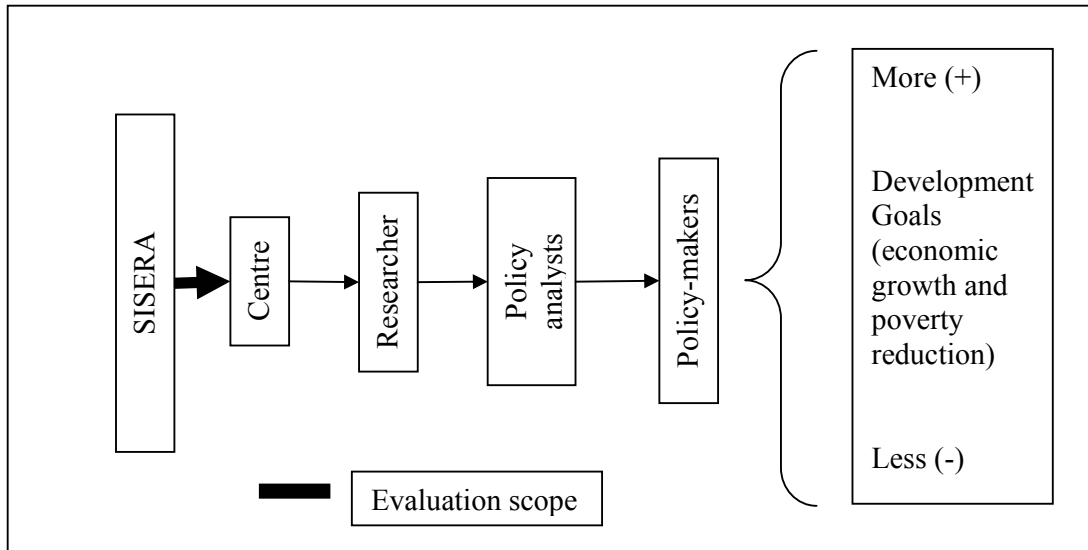 SISERA
Centre
Researcher
Policy
analysts
Policy-makers
More (+)
Development
Goals
(economic
growth and
poverty
reduction)
Less (-)
Evaluation scope